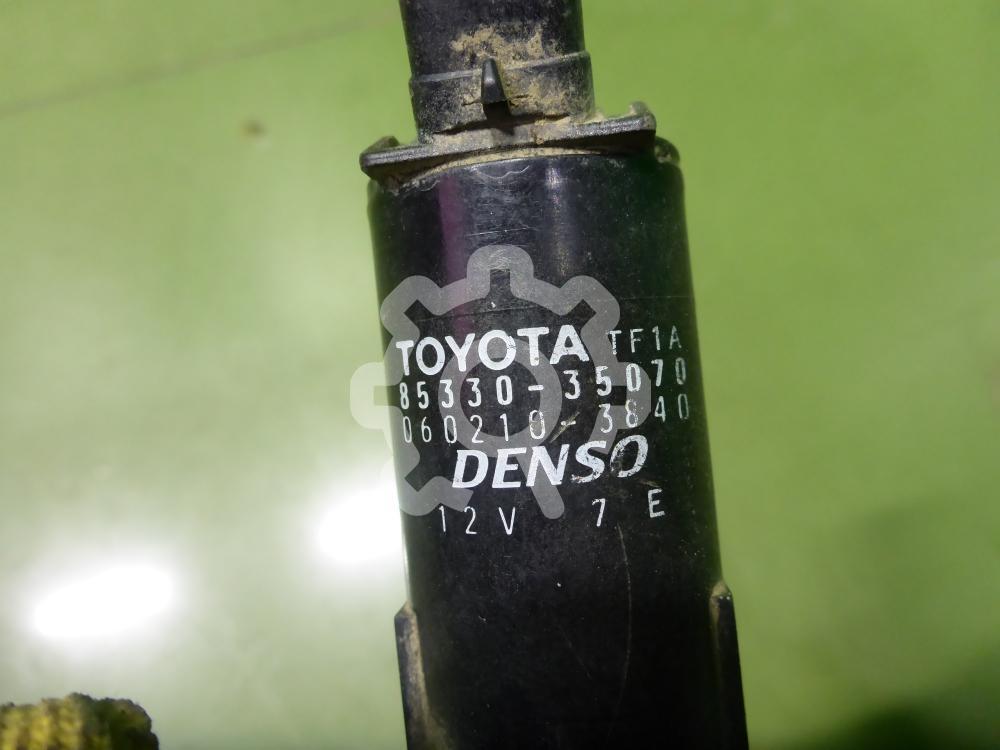 TOYOTA TF1A
85330-35070
060210-3840
DENSO
12V 7 E